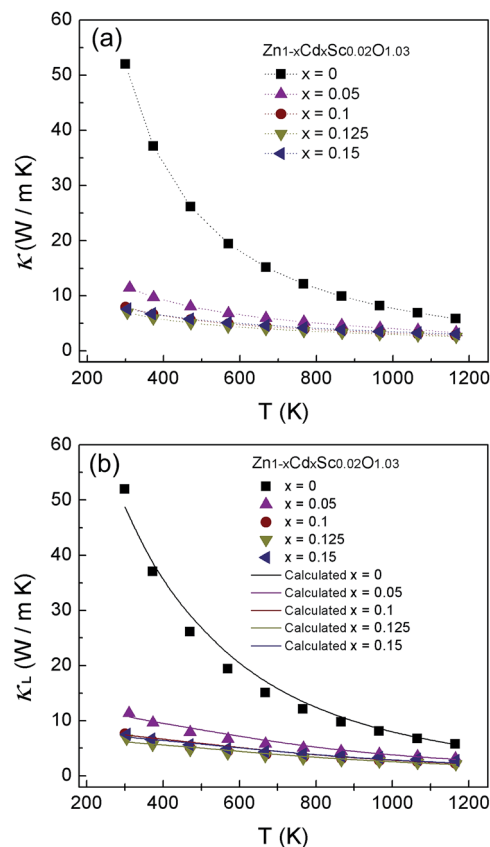 (a)
Zn1-xCdxSc0.02O1.03
x = 0
x = 0.05
x = 0.1
x = 0.125
x = 0.15
60
50
40
30
20
10
0
κ (W / m K)
200 400 600 800 1000 1200
T (K)
(b)
Zn1-xCdxSc0.02O1.03
x = 0
x = 0.05
x = 0.1
x = 0.125
x = 0.15
Calculated x = 0
Calculated x = 0.05
Calculated x = 0.1
Calculated x = 0.125
Calculated x = 0.15
60
50
40
30
20
10
0
κL (W / m K)
200 400 600 800 1000 1200
T (K)